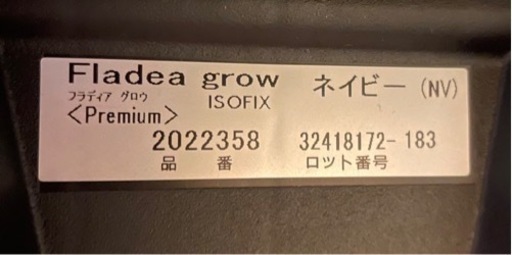 Fladea grow ネイビー (NV)
フラディア グロウ ISOFIX
<Premium>
2022358 32418172-183
品 番 ロット番号